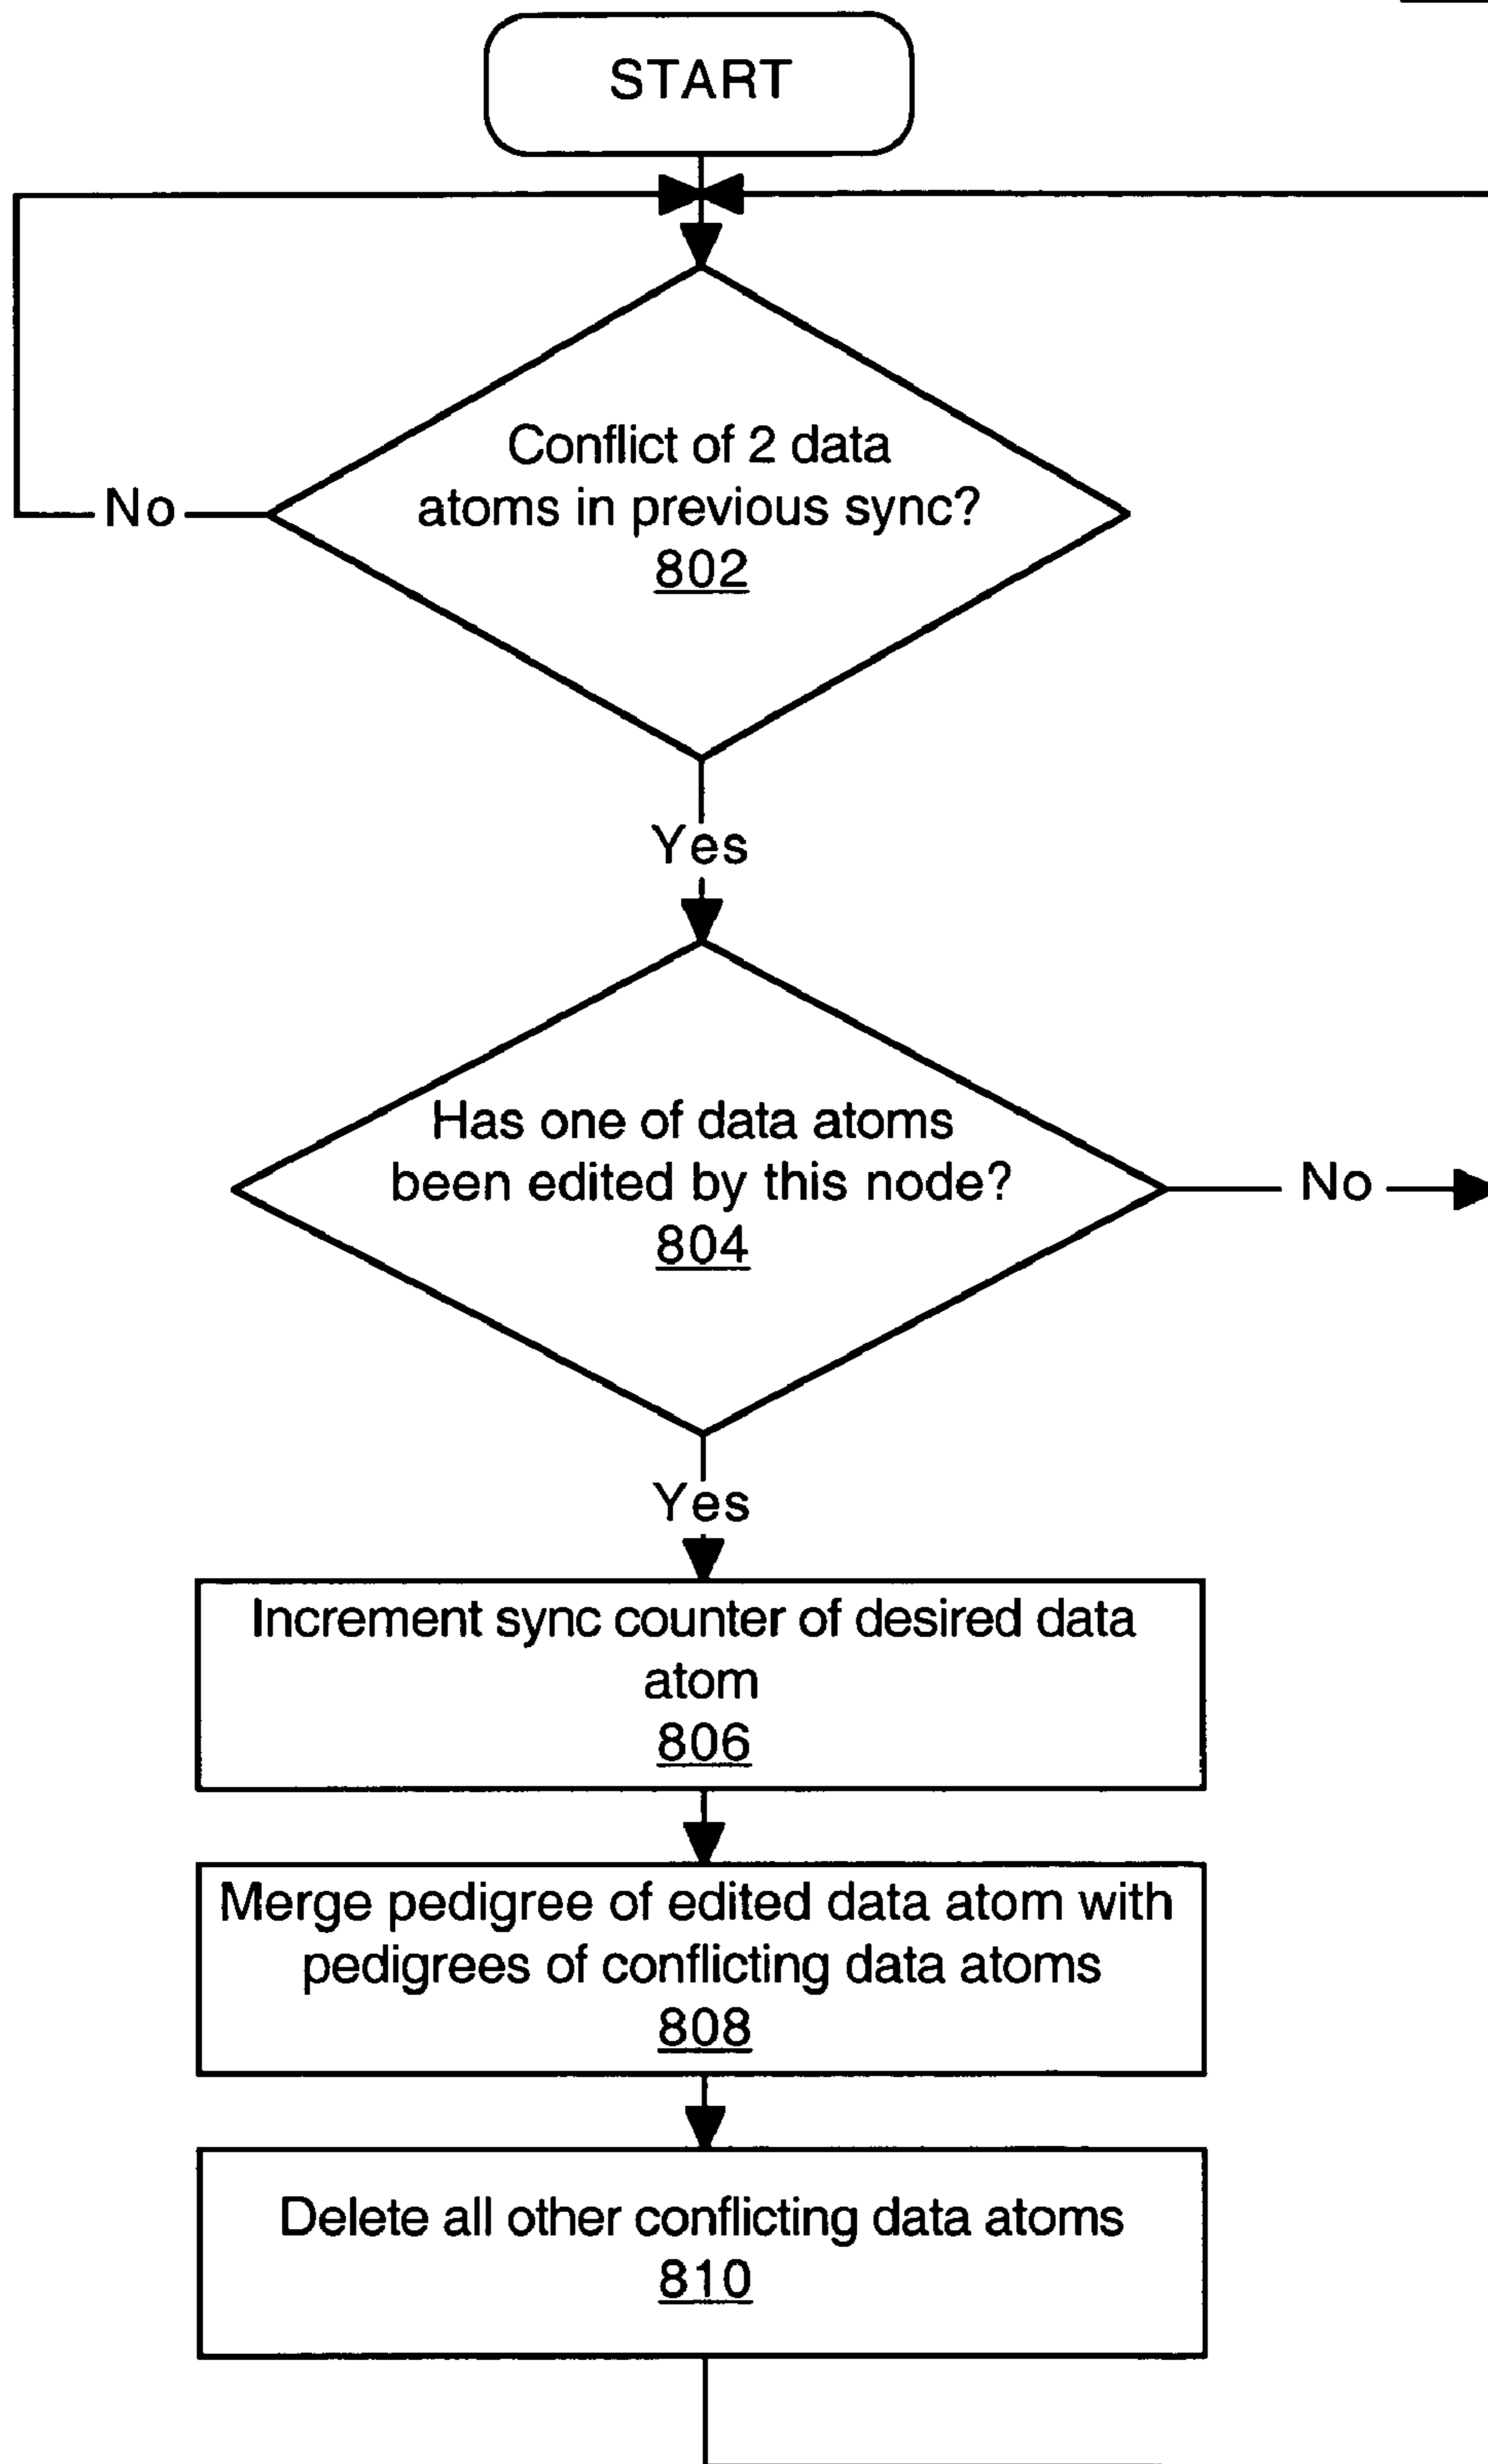 START
Conflict of 2 data
atoms in previous sync?
802
No
Yes
Has one of data atoms
been edited by this node?
804
No
Yes
Increment sync counter of desired data
atom
806
Merge pedigree of edited data atom with
pedigrees of conflicting data atoms
808
Delete all other conflicting data atoms
810